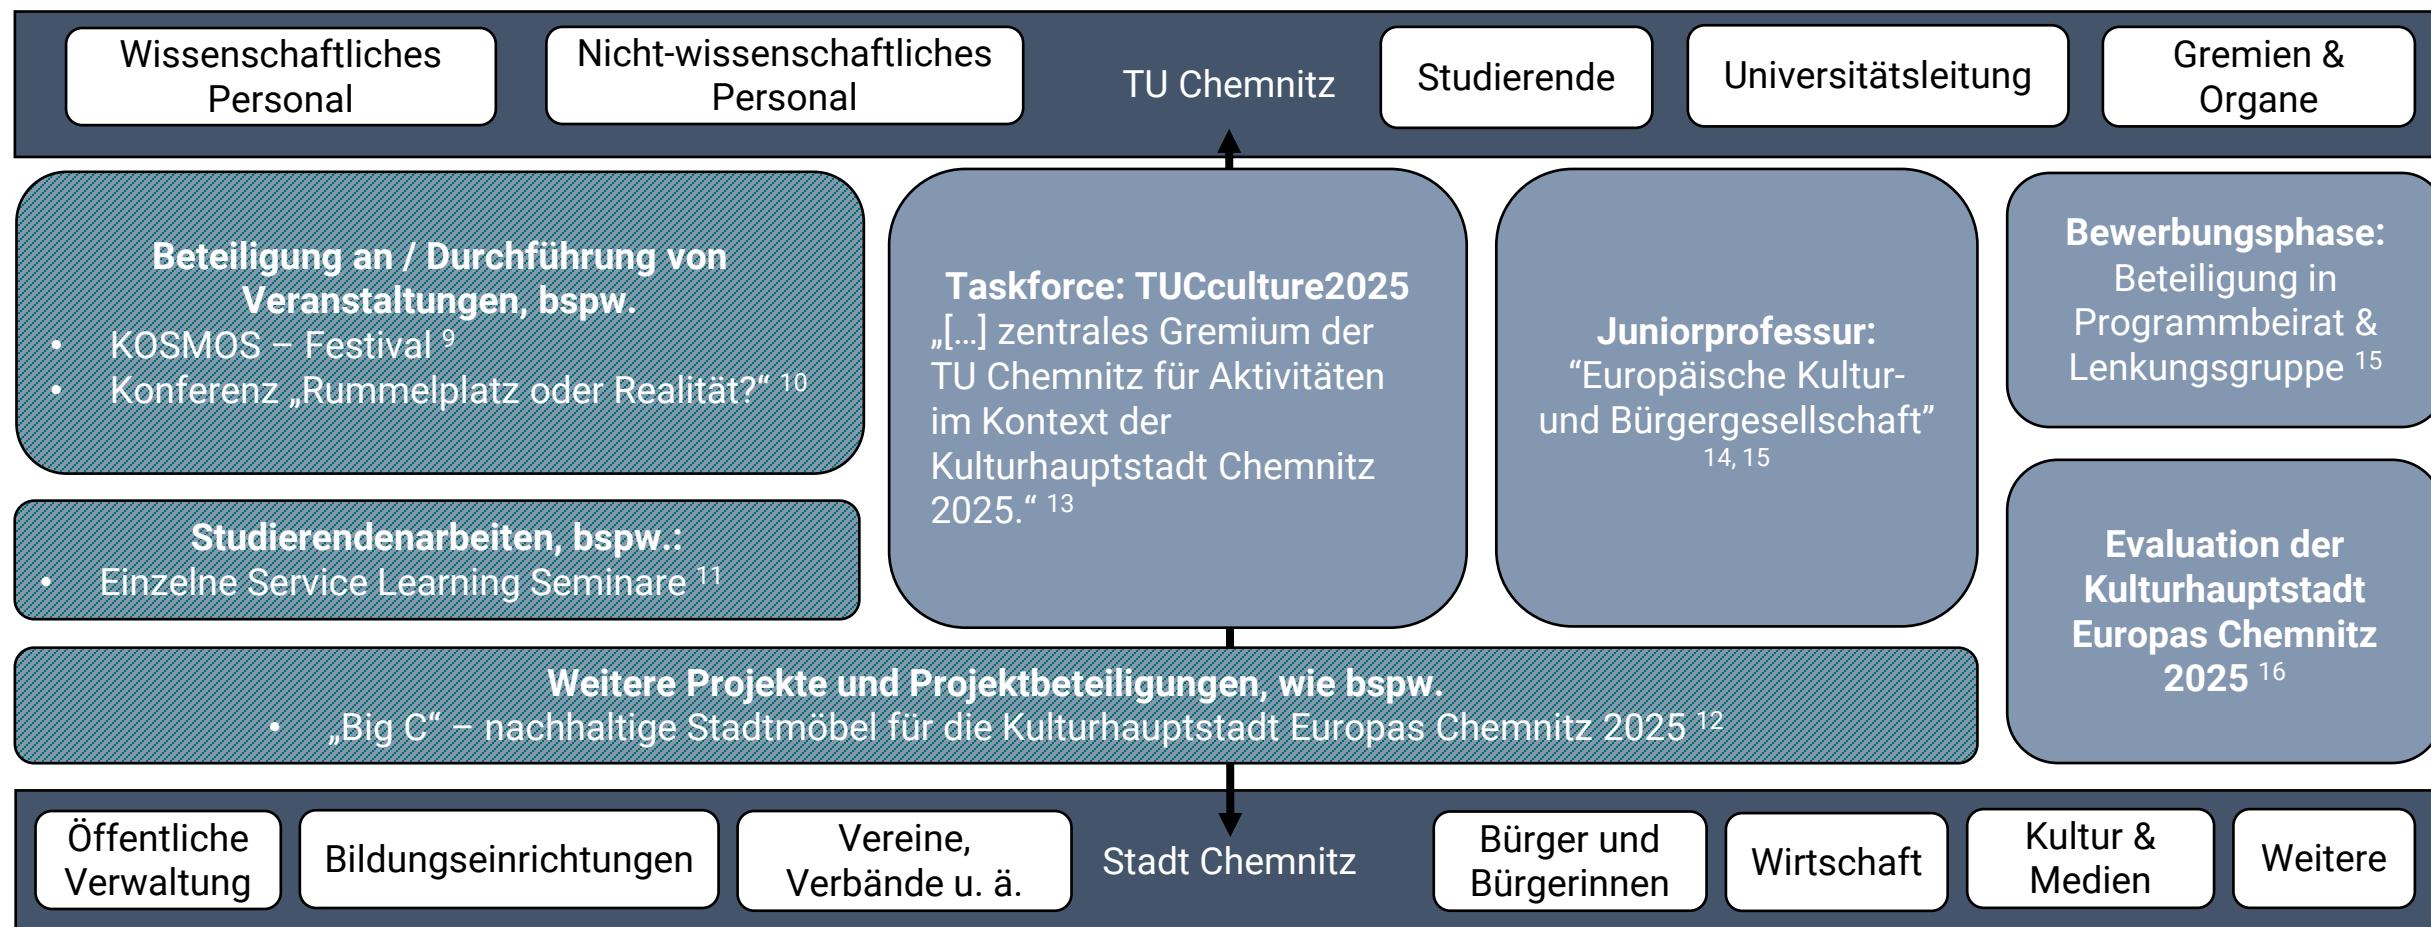 Wissenschaftliches
Personal
Nicht-wissenschaftliches
Personal
TU Chemnitz
Studierende
Universitätsleitung
Gremien &
Organe
Beteiligung an / Durchführung von
Veranstaltungen, bspw.
• KOSMOS – Festival 9
• Konferenz „Rummelplatz oder Realität?“ 10
Studierendenarbeiten, bspw.:
• Einzelne Service Learning Seminare 11
Taskforce: TUCculture2025
„[…] zentrales Gremium der
TU Chemnitz für Aktivitäten
im Kontext der
Kulturhauptstadt Chemnitz
2025.“ 13
Juniorprofessur:
“Europäische Kultur-
und Bürgergesellschaft”
14, 15
Bewerbungsphase:
Beteiligung in
Programmbeirat &
Lenkungsgruppe 15
Evaluation der
Kulturhauptstadt
Europas Chemnitz
2025 16
Weitere Projekte und Projektbeteiligungen, wie bspw.
• „Big C“ – nachhaltige Stadtmöbel für die Kulturhauptstadt Europas Chemnitz 2025 12
Öffentliche
Verwaltung
Bildungseinrichtungen
Vereine,
Verbände u. ä.
Stadt Chemnitz
Bürger und
Bürgerinnen
Wirtschaft
Kultur &
Medien
Weitere